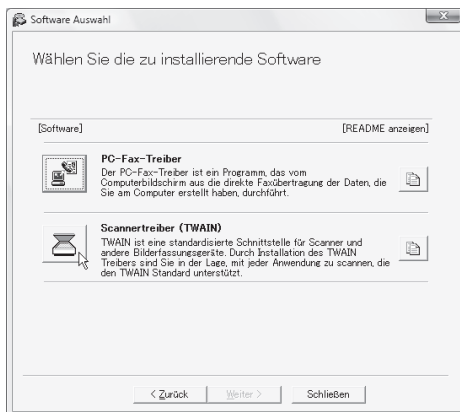 Software Auswahl
Wählen Sie die zu installierende Software
[Software] [README anzeigen]
PC-Fax-Treiber
Der PC-Fax-Treiber ist ein Programm, das vom
Computerbildschirm aus die direkte Faxübertragung der Daten, die
Sie am Computer erstellt haben, durchführt.
Scannertreiber (TWAIN)
TWAIN ist eine standardisierte Schnittstelle für Scanner und
andere Bilderfassungsgeräte. Durch Installation des TWAIN
Treibers sind Sie in der Lage, mit jeder Anwendung zu scannen, die
den TWAIN Standard unterstützt.
< Zurück Weiter > Schließen